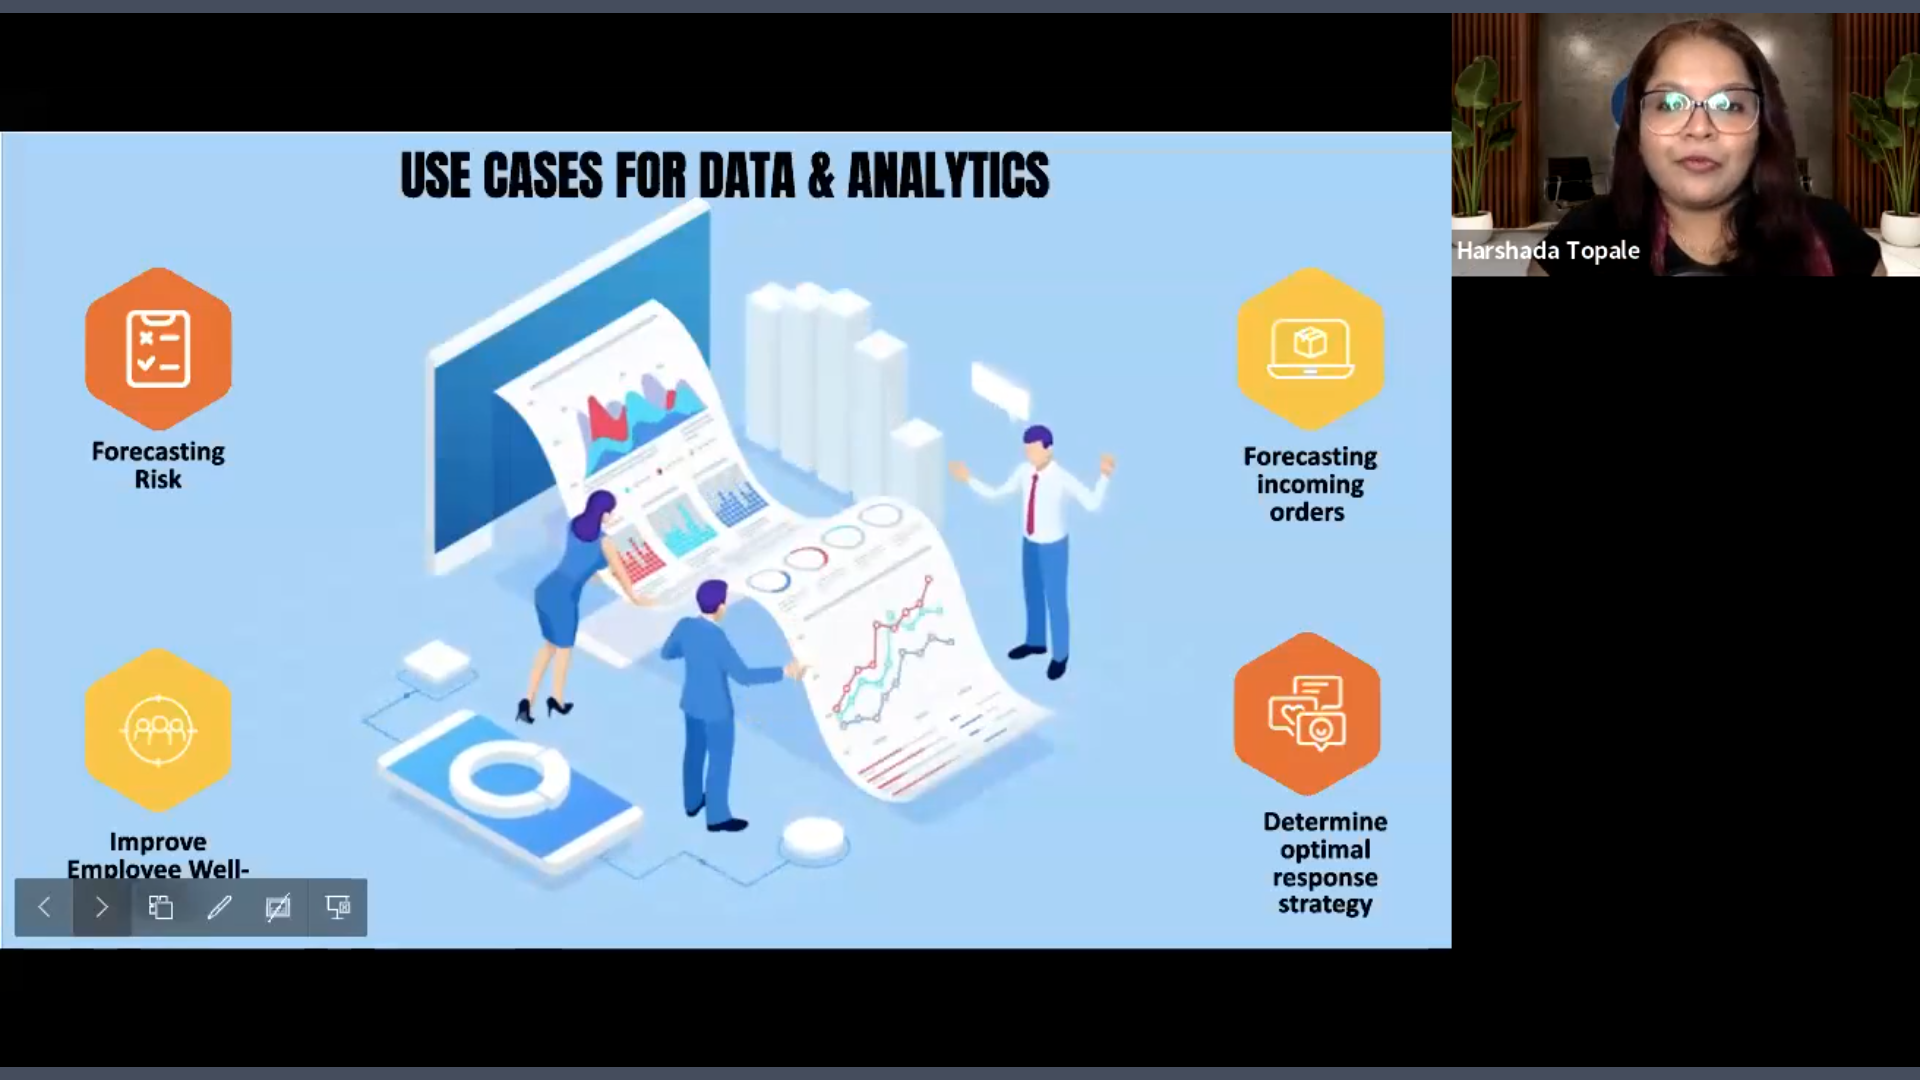 USE CASES FOR DATA & ANALYTICS
Harshada Topale
Forecasting
Risk
Forecasting
incoming
orders
Improve
Employee Well-
Determine
optimal
response
strategy